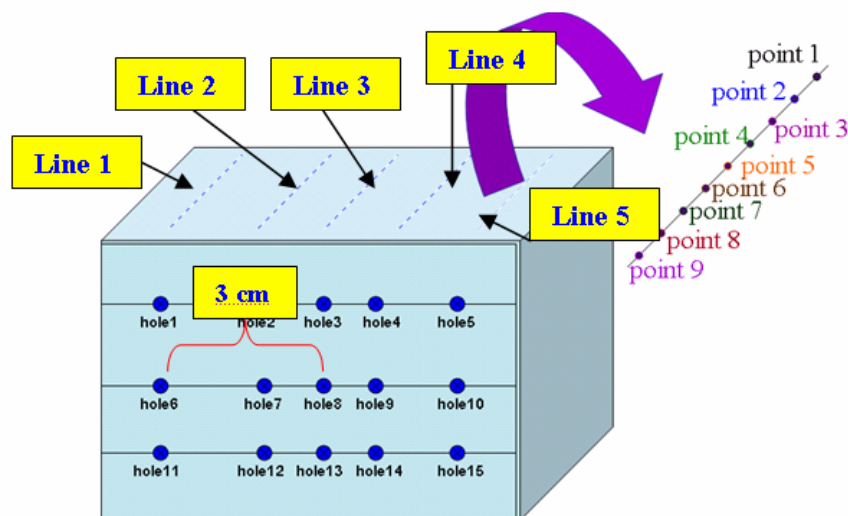 Line 1
Line 2
Line 3
Line 4
Line 5
point 1
point 2
point 3
point 4
point 5
point 6
point 7
point 8
point 9
3 cm
hole1
hole2
hole3
hole4
hole5
hole6
hole7
hole8
hole9
hole10
hole11
hole12
hole13
hole14
hole15